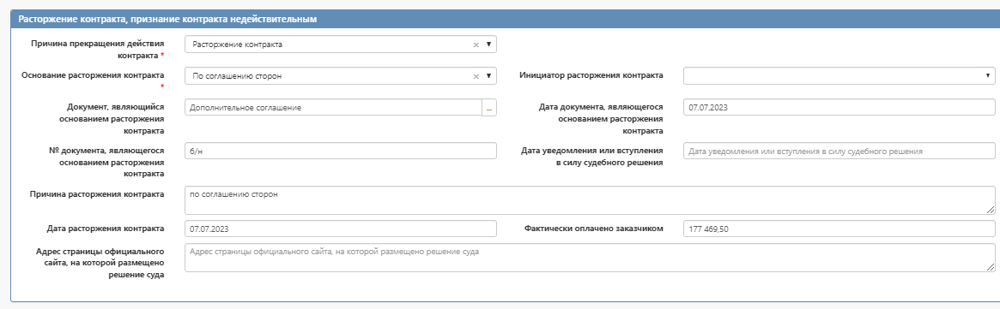 Расторжение контракта, признание контракта недействительным
Причина прекращения действия
контракта *
Расторжение контракта
Основание расторжения контракта
*
По соглашению сторон
Инициатор расторжения контракта
Документ, являющийся
основанием расторжения
контракта
Дополнительное соглашение
...
Дата документа, являющегося
основанием расторжения
контракта
07.07.2023
№ документа, являющегося
основанием расторжения
контракта
б/н
Дата уведомления или вступления
в силу судебного решения
Дата уведомления или вступления в силу судебного решения
Причина расторжения контракта
по соглашению сторон
Дата расторжения контракта
07.07.2023
Фактически оплачено заказчиком
177 469,50
Адрес страницы официального
сайта, на которой размещено
решение суда
Адрес страницы официального сайта, на которой размещено решение суда